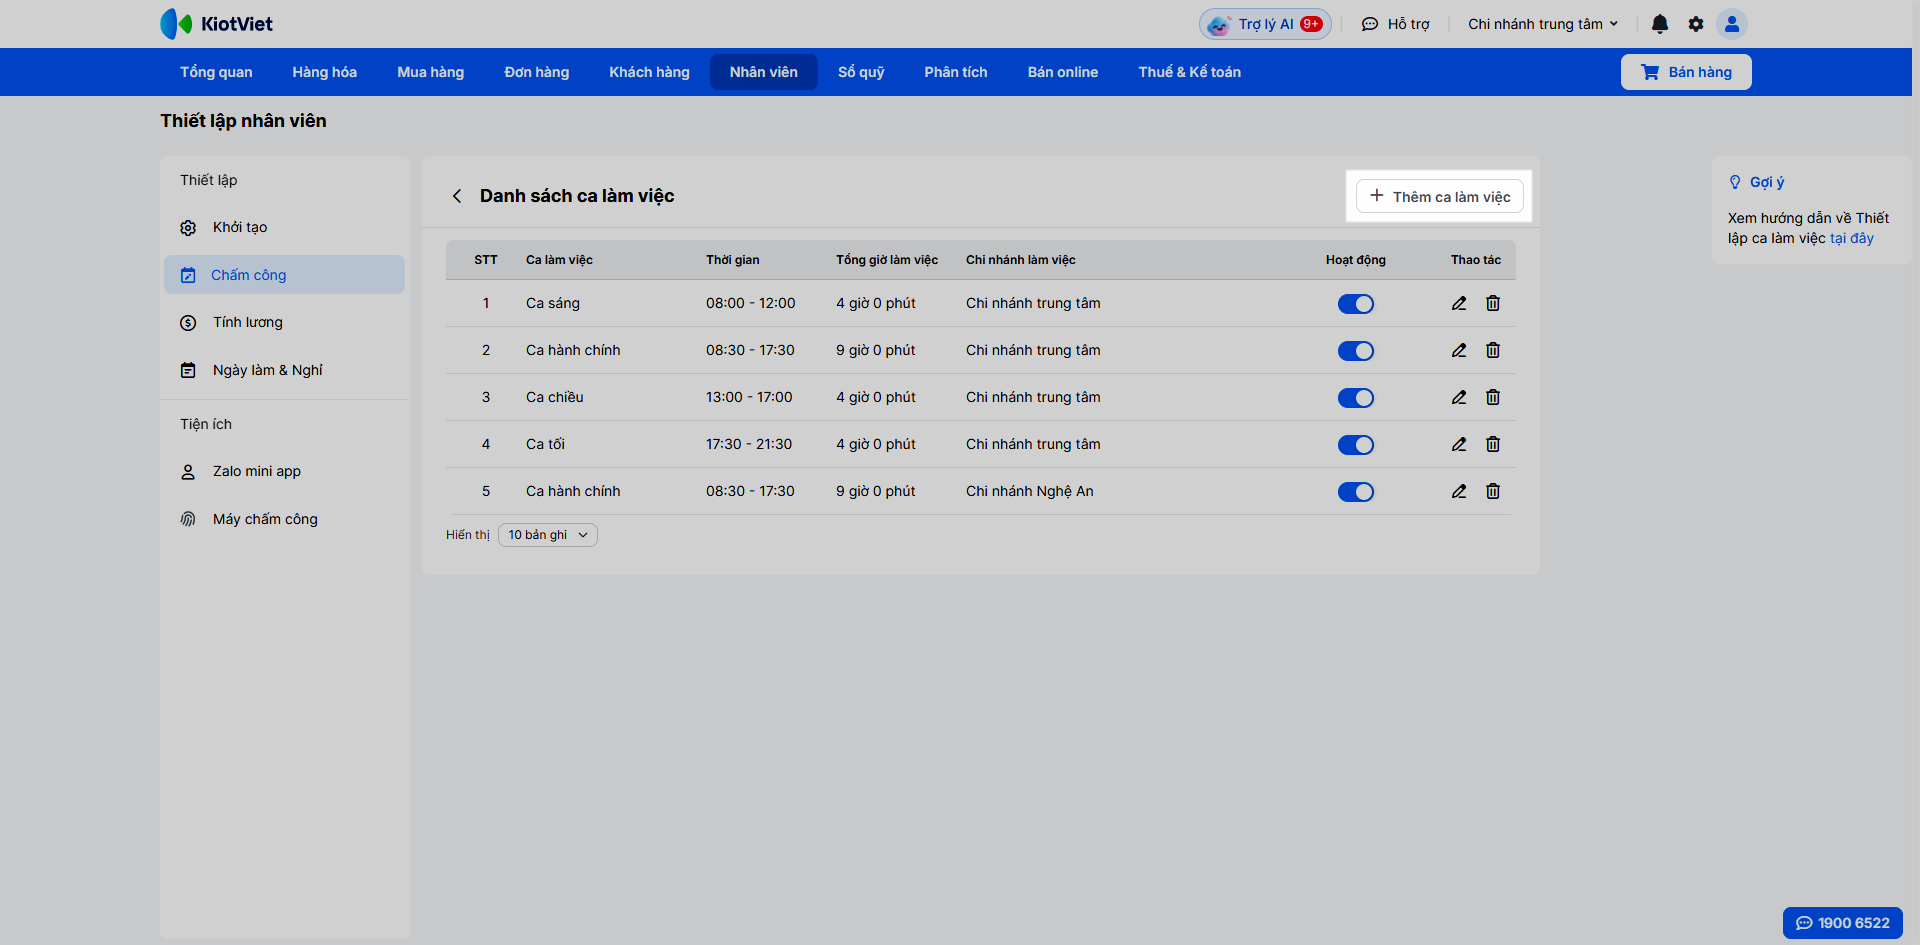 KiotViet
Trợ lý AI 9+
Hỗ trợ
Chi nhánh trung tâm
Tổng quan Hàng hóa Mua hàng Đơn hàng Khách hàng Nhân viên Sổ quỹ Phân tích Bán online Thuế & Kế toán Bán hàng
Thiết lập nhân viên
Thiết lập
Khởi tạo
Chấm công
Tính lương
Ngày làm & Nghỉ
Tiện ích
Zalo mini app
Máy chấm công
Danh sách ca làm việc
Thêm ca làm việc
STT Ca làm việc Thời gian Tổng giờ làm việc Chi nhánh làm việc Hoạt động Thao tác
1 Ca sáng 08:00 - 12:00 4 giờ 0 phút Chi nhánh trung tâm
2 Ca hành chính 08:30 - 17:30 9 giờ 0 phút Chi nhánh trung tâm
3 Ca chiều 13:00 - 17:00 4 giờ 0 phút Chi nhánh trung tâm
4 Ca tối 17:30 - 21:30 4 giờ 0 phút Chi nhánh trung tâm
5 Ca hành chính 08:30 - 17:30 9 giờ 0 phút Chi nhánh Nghệ An
Hiển thị 10 bản ghi
Gợi ý
Xem hướng dẫn về Thiết
lập ca làm việc tại đây
1900 6522